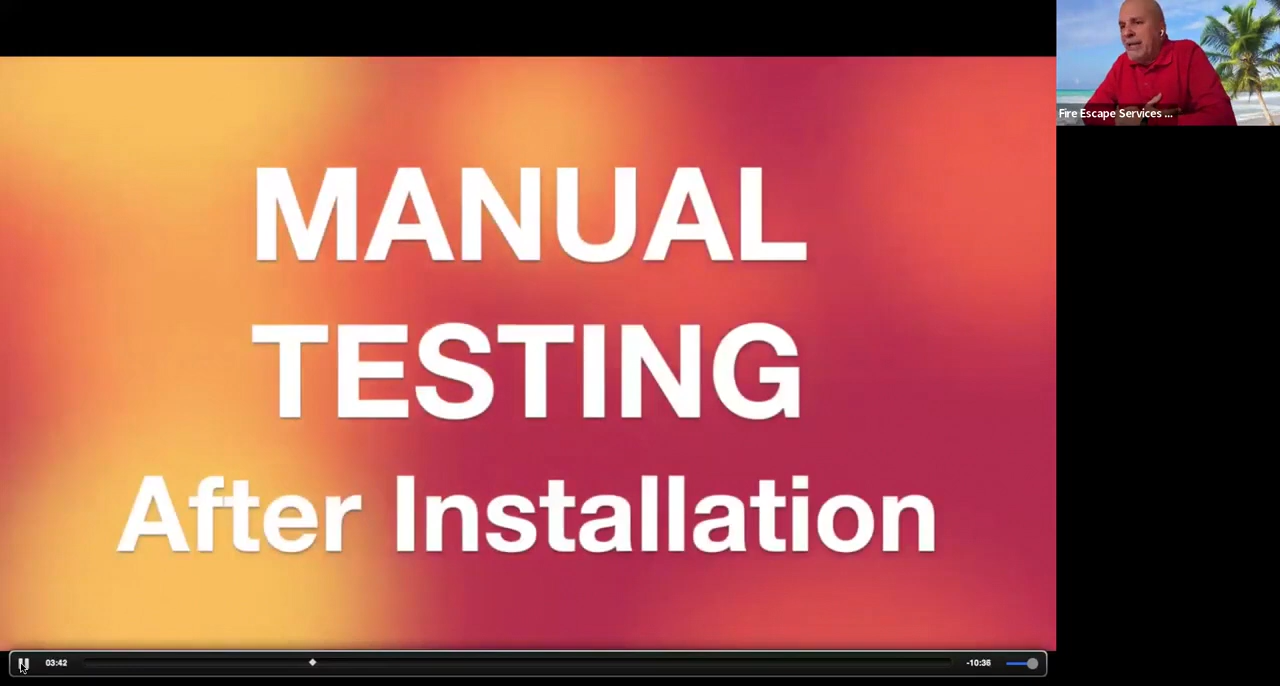 MANUAL
TESTING
After Installation
Fire Escape Services ...
03:42
-10:36